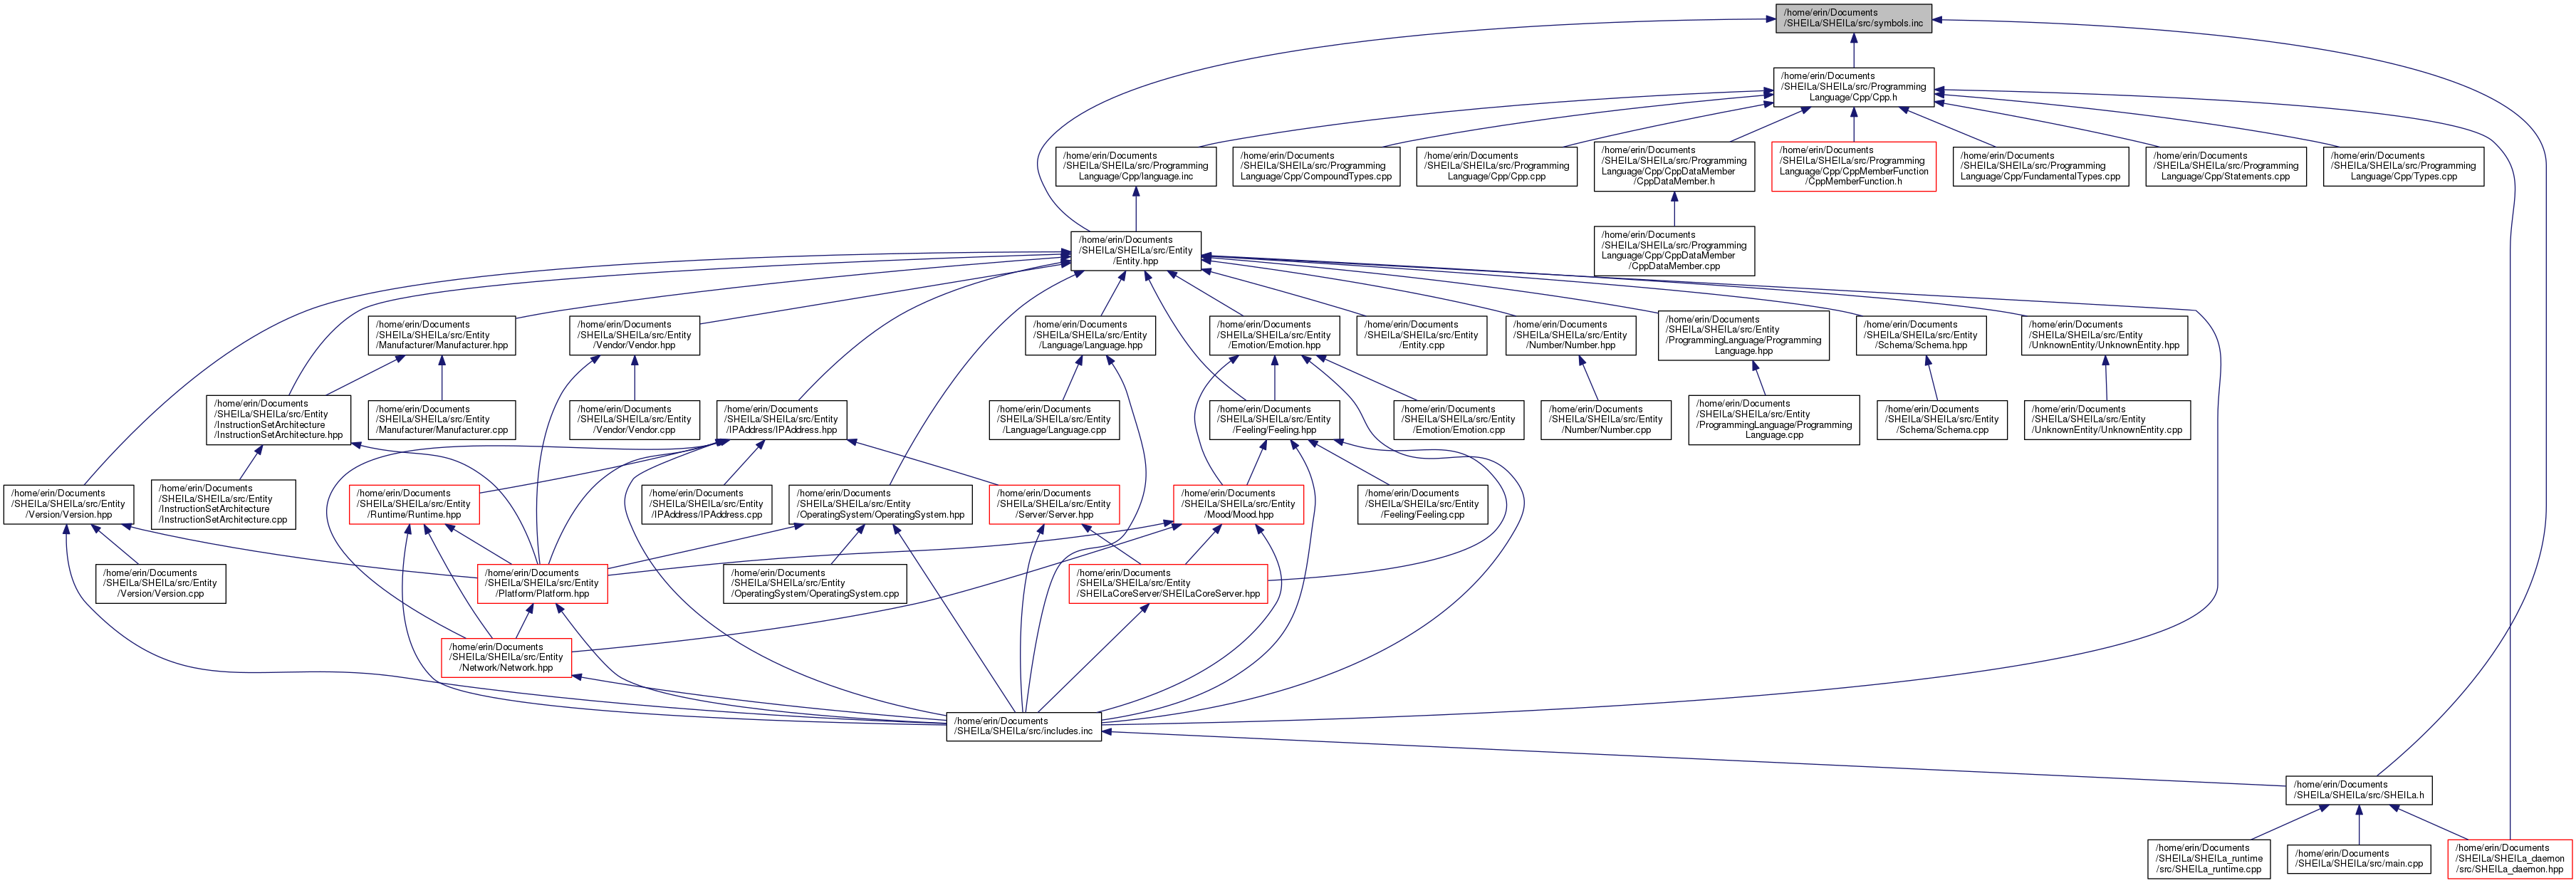 /home/erin/Documents
/SHEILa/SHEILa/src/symbols.inc
/home/erin/Documents
/SHEILa/SHEILa/src/Programming
Language/Cpp/Cpp.h
/home/erin/Documents
/SHEILa/SHEILa/src/Programming
Language/Cpp/language.inc
/home/erin/Documents
/SHEILa/SHEILa/src/Programming
Language/Cpp/CompoundTypes.cpp
/home/erin/Documents
/SHEILa/SHEILa/src/Programming
Language/Cpp/Cpp.cpp
/home/erin/Documents
/SHEILa/SHEILa/src/Programming
Language/Cpp/CppDataMember
/CppDataMember.h
/home/erin/Documents
/SHEILa/SHEILa/src/Programming
Language/Cpp/CppMemberFunction
/CppMemberFunction.h
/home/erin/Documents
/SHEILa/SHEILa/src/Programming
Language/Cpp/FundamentalTypes.cpp
/home/erin/Documents
/SHEILa/SHEILa/src/Programming
Language/Cpp/Statements.cpp
/home/erin/Documents
/SHEILa/SHEILa/src/Programming
Language/Cpp/Types.cpp
/home/erin/Documents
/SHEILa/SHEILa/src/Entity
/Entity.hpp
/home/erin/Documents
/SHEILa/SHEILa/src/Programming
Language/Cpp/CppDataMember
/CppDataMember.cpp
/home/erin/Documents
/SHEILa/SHEILa/src/Entity
/Manufacturer/Manufacturer.hpp
/home/erin/Documents
/SHEILa/SHEILa/src/Entity
/Vendor/Vendor.hpp
/home/erin/Documents
/SHEILa/SHEILa/src/Entity
/Language/Language.hpp
/home/erin/Documents
/SHEILa/SHEILa/src/Entity
/Emotion/Emotion.hpp
/home/erin/Documents
/SHEILa/SHEILa/src/Entity
/Entity.cpp
/home/erin/Documents
/SHEILa/SHEILa/src/Entity
/Number/Number.hpp
/home/erin/Documents
/SHEILa/SHEILa/src/Entity
/ProgrammingLanguage/Programming
Language.hpp
/home/erin/Documents
/SHEILa/SHEILa/src/Entity
/Schema/Schema.hpp
/home/erin/Documents
/SHEILa/SHEILa/src/Entity
/UnknownEntity/UnknownEntity.hpp
/home/erin/Documents
/SHEILa/SHEILa/src/Entity
/InstructionSetArchitecture
/InstructionSetArchitecture.hpp
/home/erin/Documents
/SHEILa/SHEILa/src/Entity
/Manufacturer/Manufacturer.cpp
/home/erin/Documents
/SHEILa/SHEILa/src/Entity
/Vendor/Vendor.cpp
/home/erin/Documents
/SHEILa/SHEILa/src/Entity
/IPAddress/IPAddress.hpp
/home/erin/Documents
/SHEILa/SHEILa/src/Entity
/Language/Language.cpp
/home/erin/Documents
/SHEILa/SHEILa/src/Entity
/Feeling/Feeling.hpp
/home/erin/Documents
/SHEILa/SHEILa/src/Entity
/Emotion/Emotion.cpp
/home/erin/Documents
/SHEILa/SHEILa/src/Entity
/Number/Number.cpp
/home/erin/Documents
/SHEILa/SHEILa/src/Entity
/ProgrammingLanguage/Programming
Language.cpp
/home/erin/Documents
/SHEILa/SHEILa/src/Entity
/Schema/Schema.cpp
/home/erin/Documents
/SHEILa/SHEILa/src/Entity
/UnknownEntity/UnknownEntity.cpp
/home/erin/Documents
/SHEILa/SHEILa/src/Entity
/Version/Version.hpp
/home/erin/Documents
/SHEILa/SHEILa/src/Entity
/InstructionSetArchitecture
/InstructionSetArchitecture.cpp
/home/erin/Documents
/SHEILa/SHEILa/src/Entity
/Runtime/Runtime.hpp
/home/erin/Documents
/SHEILa/SHEILa/src/Entity
/IPAddress/IPAddress.cpp
/home/erin/Documents
/SHEILa/SHEILa/src/Entity
/OperatingSystem/OperatingSystem.hpp
/home/erin/Documents
/SHEILa/SHEILa/src/Entity
/Server/Server.hpp
/home/erin/Documents
/SHEILa/SHEILa/src/Entity
/Mood/Mood.hpp
/home/erin/Documents
/SHEILa/SHEILa/src/Entity
/Feeling/Feeling.cpp
/home/erin/Documents
/SHEILa/SHEILa/src/Entity
/Version/Version.cpp
/home/erin/Documents
/SHEILa/SHEILa/src/Entity
/Platform/Platform.hpp
/home/erin/Documents
/SHEILa/SHEILa/src/Entity
/OperatingSystem/OperatingSystem.cpp
/home/erin/Documents
/SHEILa/SHEILa/src/Entity
/SHEILaCoreServer/SHEILaCoreServer.hpp
/home/erin/Documents
/SHEILa/SHEILa/src/Entity
/Network/Network.hpp
/home/erin/Documents
/SHEILa/SHEILa/src/includes.inc
/home/erin/Documents
/SHEILa/SHEILa/src/SHEILa.h
/home/erin/Documents
/SHEILa/SHEILa_runtime
/src/SHEILa_runtime.cpp
/home/erin/Documents
/SHEILa/SHEILa/src/main.cpp
/home/erin/Documents
/SHEILa/SHEILa_daemon
/src/SHEILa_daemon.hpp